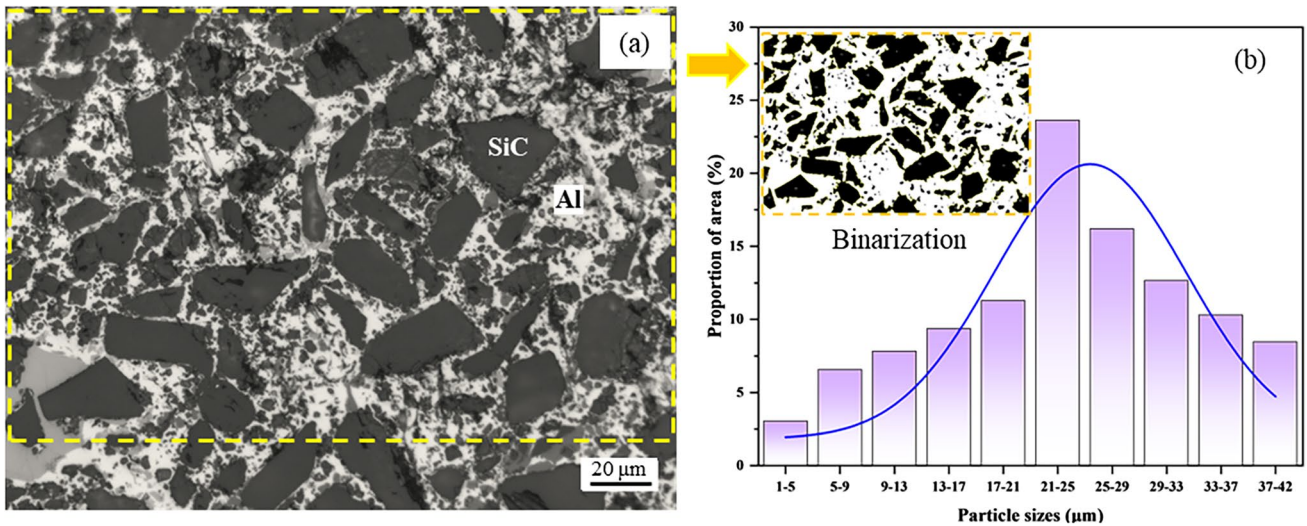 (a)
SiC
Al
20 μm
(b)
Binarization
Proportion of area (%)
30
25
20
15
10
5
0
1-5 5-9 9-13 13-17 17-21 21-25 25-29 29-33 33-37 37-42
Particle sizes (μm)